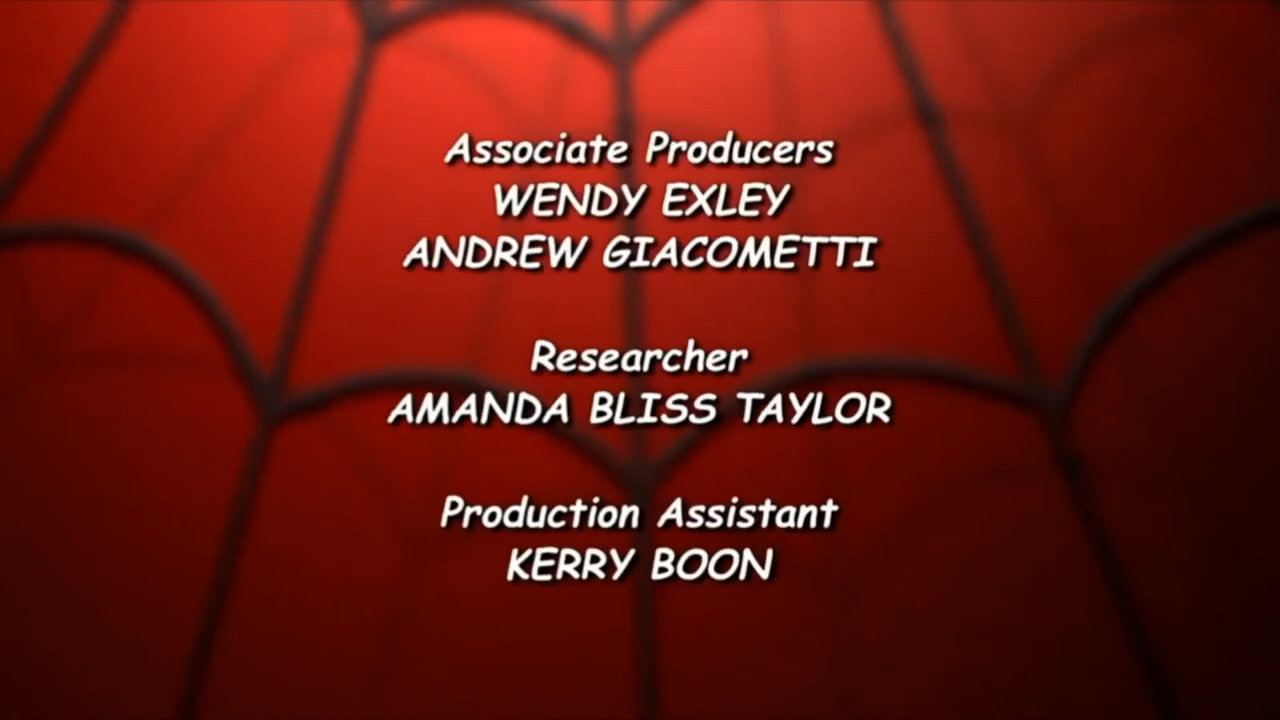 Associate Producers
WENDY EXLEY
ANDREW GIACOMETTI
Researcher
AMANDA BLISS TAYLOR
Production Assistant
KERRY BOON